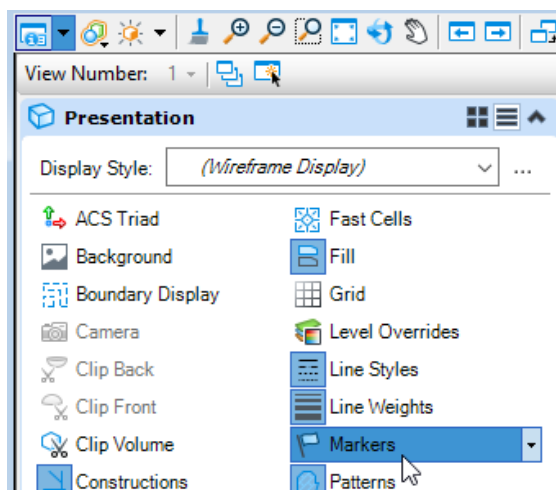 View Number: 1
Presentation
Display Style: (Wireframe Display) ...
ACS Triad Fast Cells
Background Fill
Boundary Display Grid
Camera Level Overrides
Clip Back Line Styles
Clip Front Line Weights
Clip Volume Markers
Constructions Patterns